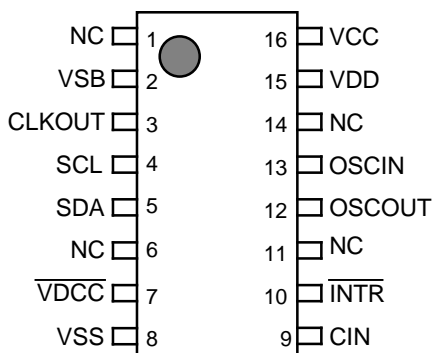 NC 1 16 VCC
VSB 2 15 VDD
CLKOUT 3 14 NC
SCL 4 13 OSCIN
SDA 5 12 OSCOUT
NC 6 11 NC
VDCC 7 10 INTR
VSS 8 9 CIN